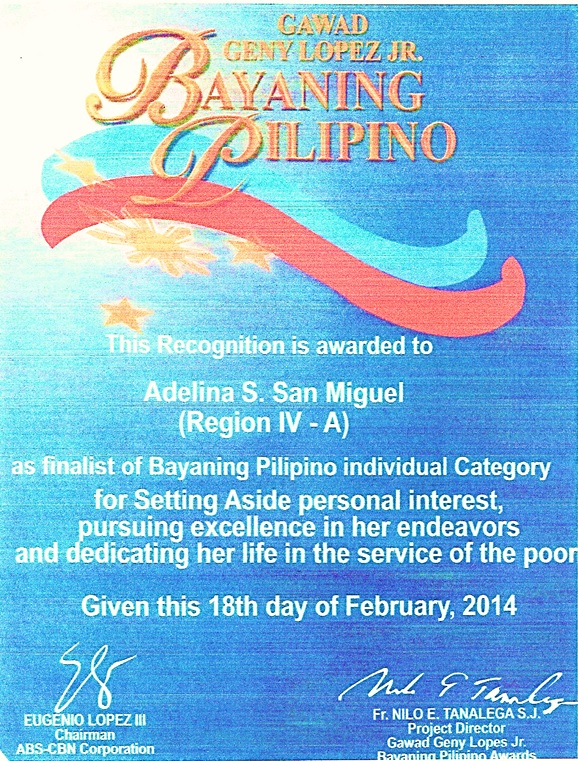 GAWAD
GENY LOPEZ JR.
BAYANING
PILIPINO
This Recognition is awarded to
Adelina S. San Miguel
(Region IV - A)
as finalist of Bayaning Pilipino individual Category
for Setting Aside personal interest,
pursuing excellence in her endeavors
and dedicating her life in the service of the poor
Given this 18th day of February, 2014
EUGENIO LOPEZ III
Chairman
ABS-CBN Corporation
Nilo E Tanalega
Fr. NILO E. TANALEGA S.J.
Project Director
Gawad Geny Lopes Jr.
Bayaning Pilipino Awards